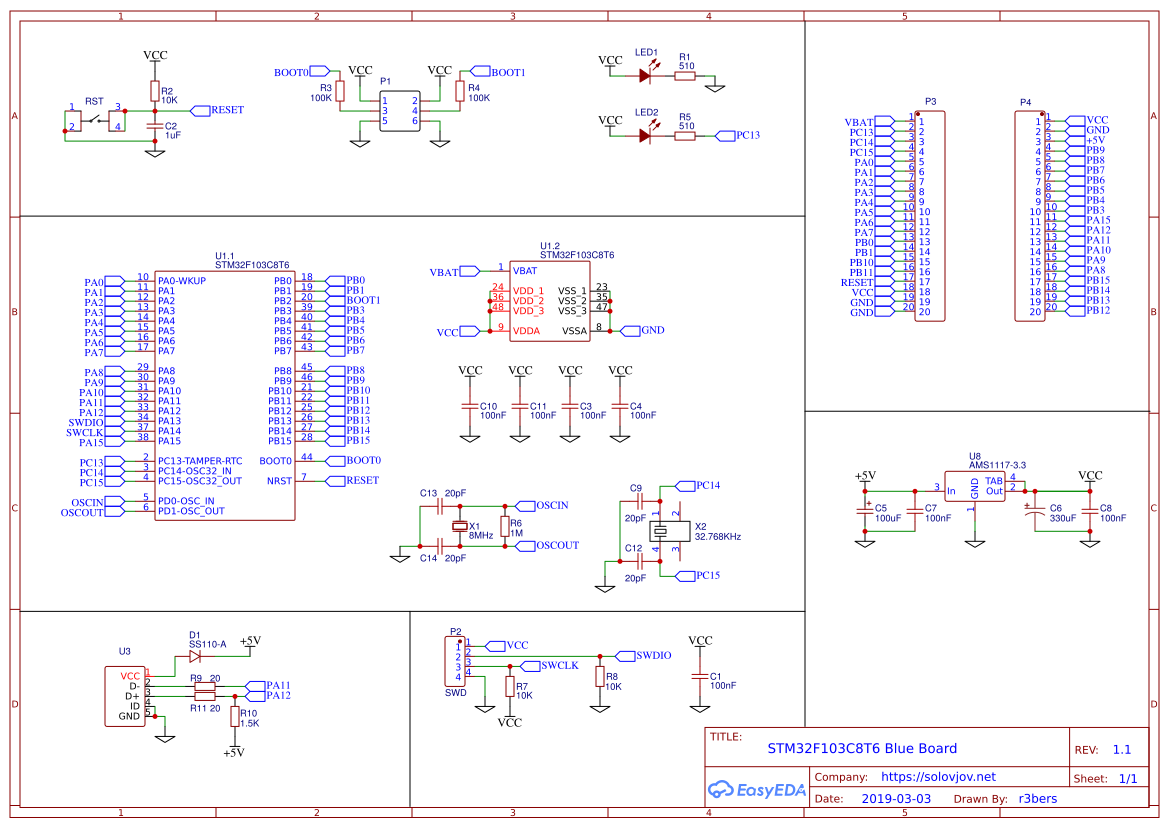 1 2 3 4 5
A
B
C
D
VCC
R2
10K
RST
1 3
2 4
RESET
C2
1uF
BOOT0 VCC VCC BOOT1
R3
100K
P1
R4
100K
1 2
3 4
5 6
LED1
VCC
R1
510
LED2
VCC
R5
510
PC13
P3
VBAT 1 1
PC13 2 2
PC14 3 3
PC15 4 4
PA0 5 5
PA1 6 6
PA2 7 7
PA3 8 8
PA4 9 9
PA5 10 10
PA6 11 11
PA7 12 12
PB0 13 13
PB1 14 14
PB10 15 15
PB11 16 16
RESET 17 17
VCC 18 18
GND 19 19
GND 20 20
P4
1 1 VCC
2 2 GND
3 3 +5V
4 4 PB9
5 5 PB8
6 6 PB7
7 7 PB6
8 8 PB5
9 9 PB4
10 10 PB3
11 11 PA15
12 12 PA12
13 13 PA11
14 14 PA10
15 15 PA9
16 16 PA8
17 17 PB15
18 18 PB14
19 19 PB13
20 20 PB12
U1.1
STM32F103C8T6
PA0 10 PA0-WKUP PB0 18 PB0
PA1 11 PA1 PB1 19 PB1
PA2 12 PA2 PB2 20 BOOT1
PA3 13 PA3 PB3 39 PB3
PA4 14 PA4 PB4 40 PB4
PA5 15 PA5 PB5 41 PB5
PA6 16 PA6 PB6 42 PB6
PA7 17 PA7 PB7 43 PB7
PA8 29 PA8 PB8 45 PB8
PA9 30 PA9 PB9 46 PB9
PA10 31 PA10 PB10 21 PB10
PA11 32 PA11 PB11 22 PB11
PA12 33 PA12 PB12 25 PB12
SWDIO 34 PA13 PB13 26 PB13
SWCLK 37 PA14 PB14 27 PB14
PA15 38 PA15 PB15 28 PB15
PC13 2 PC13-TAMPER-RTC BOOT0 44 BOOT0
PC14 3 PC14-OSC32_IN
PC15 4 PC15-OSC32_OUT NRST 7 RESET
OSCIN 5 PD0-OSC_IN
OSCOUT 6 PD1-OSC_OUT
U1.2
STM32F103C8T6
VBAT 1 VBAT
24 VDD_1 VSS_1 23
36 VDD_2 VSS_2 35
48 VDD_3 VSS_3 47
VCC 9 VDDA VSSA 8 GND
VCC VCC VCC VCC
C10
100nF
C11
100nF
C3
100nF
C4
100nF
C13 20pF
OSCIN
X1
8MHz
R6
1M
OSCOUT
C14 20pF
C9
20pF
PC14
1 2
X2
32.768KHz
4 3
C12
20pF
PC15
U8
AMS1117-3.3
+5V
VCC
3 In GND TAB 4
Out 2
1
+
C5
100uF
C7
100nF
+
C6
330uF
C8
100nF
D1
SS110-A
+5V
U3
VCC 1
D- 2
D+ 3
ID 4
GND 5
R9 20
PA11
PA12
R11 20
R10
1.5K
+5V
P2
1 1 VCC
2 2 SWDIO
3 3 SWCLK
4 4
SWD
R7
10K
VCC
R8
10K
VCC
C1
100nF
TITLE:
STM32F103C8T6 Blue Board
REV: 1.1
EasyEDA
Company: https://solovjov.net
Sheet: 1/1
Date: 2019-03-03 Drawn By: r3bers
A
B
C
D
1 2 3 4 5